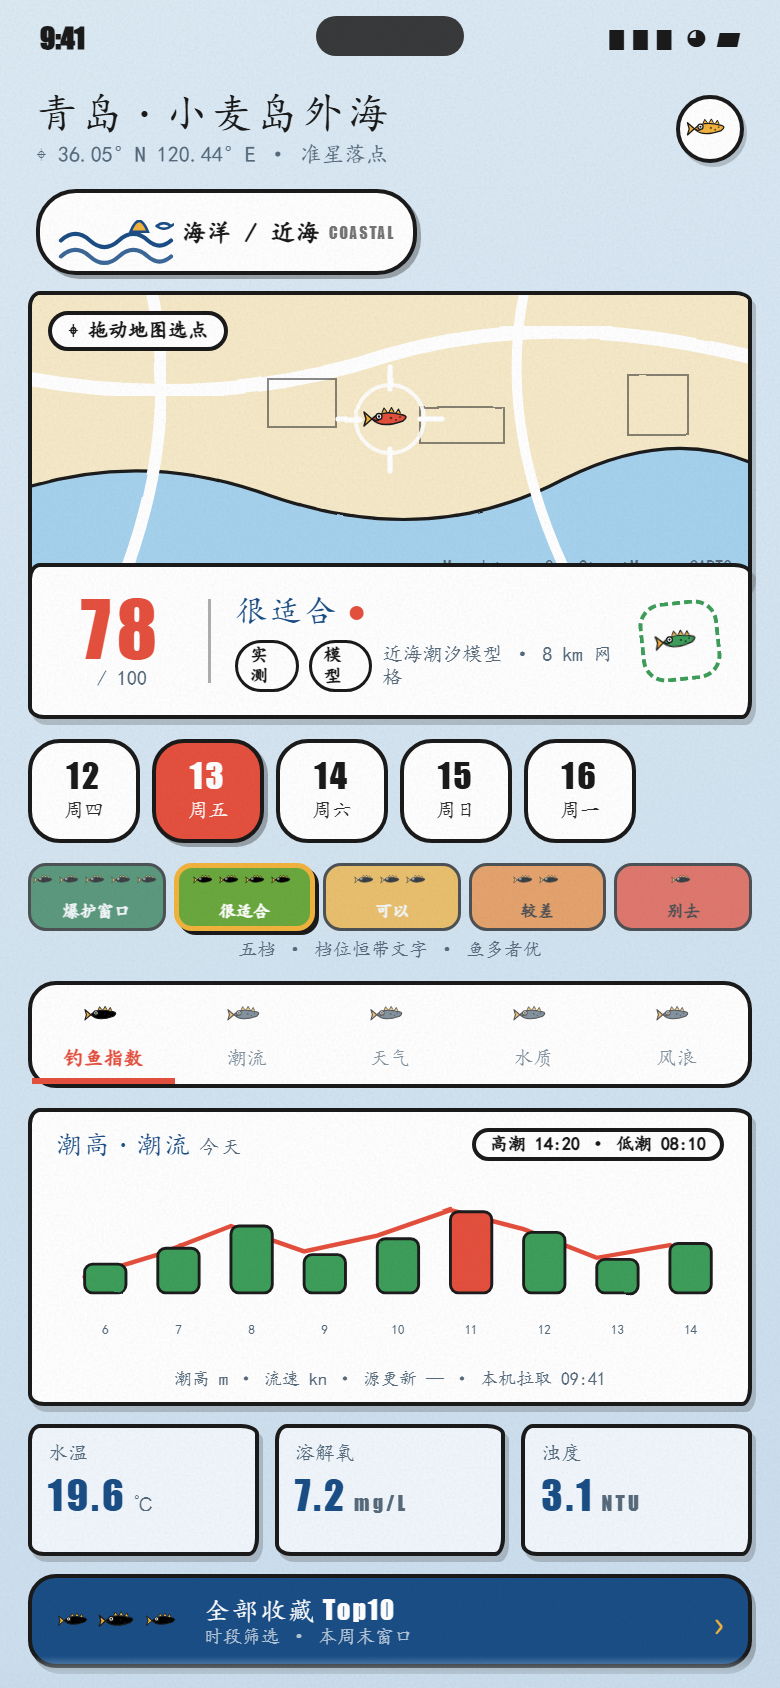 9:41
青岛·小麦岛外海
⌖ 36.05° N 120.44° E • 准星落点
海洋 / 近海 COASTAL
⌖ 拖动地图选点
78
/ 100
很适合
实测
模型
近海潮汐模型 • 8 km 网格
12
周四
13
周五
14
周六
15
周日
16
周一
爆护窗口
很适合
可以
较差
别去
五档 • 档位恒带文字 • 鱼多者优
钓鱼指数
潮流
天气
水质
风浪
潮高·潮流 今天
高潮 14:20 • 低潮 08:10
6 7 8 9 10 11 12 13 14
潮高 m • 流速 kn • 源更新 — • 本机拉取 09:41
水温
19.6 °C
溶解氧
7.2 mg/L
浊度
3.1 NTU
全部收藏 Top10
时段筛选 • 本周末窗口
›